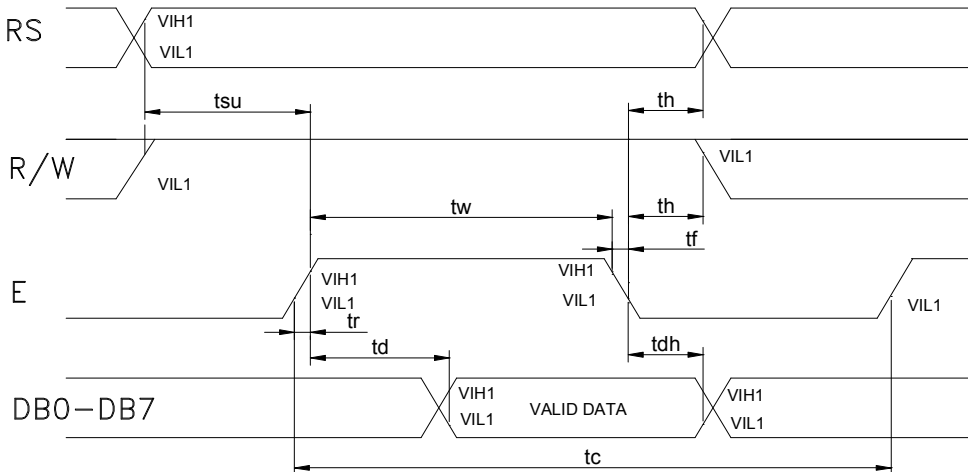 RS
VIH1
VIL1
tsu
th
R/W
VIL1
VIL1
tw
th
tf
E
VIH1
VIL1
VIH1
VIL1
VIL1
tr
td
tdh
DB0-DB7
VIH1
VIL1
VALID DATA
VIH1
VIL1
tc